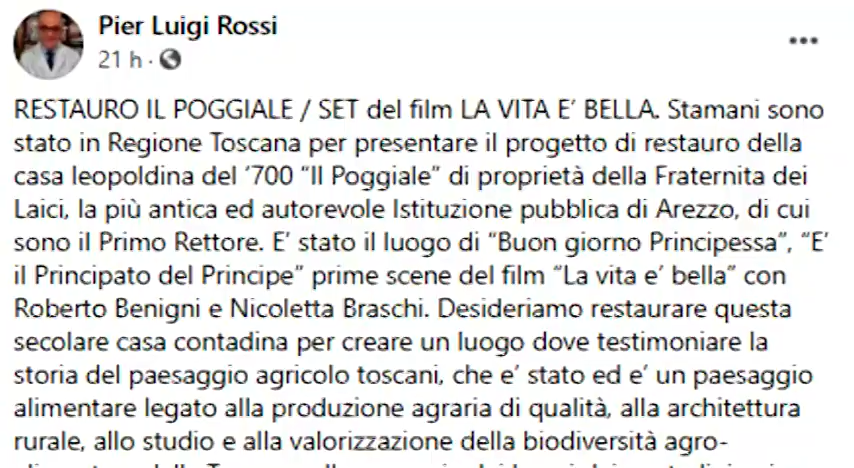 Pier Luigi Rossi
21 h ·
RESTAURO IL POGGIALE / SET del film LA VITA E' BELLA. Stamani sono
stato in Regione Toscana per presentare il progetto di restauro della
casa leopoldina del '700 "Il Poggiale" di proprietà della Fraternita dei
Laici, la più antica ed autorevole Istituzione pubblica di Arezzo, di cui
sono il Primo Rettore. E' stato il luogo di "Buon giorno Principessa", "E'
il Principato del Principe" prime scene del film "La vita e' bella" con
Roberto Benigni e Nicoletta Braschi. Desideriamo restaurare questa
secolare casa contadina per creare un luogo dove testimoniare la
storia del paesaggio agricolo toscani, che e' stato ed e' un paesaggio
alimentare legato alla produzione agraria di qualità, alla architettura
rurale, allo studio e alla valorizzazione della biodiversità agro-